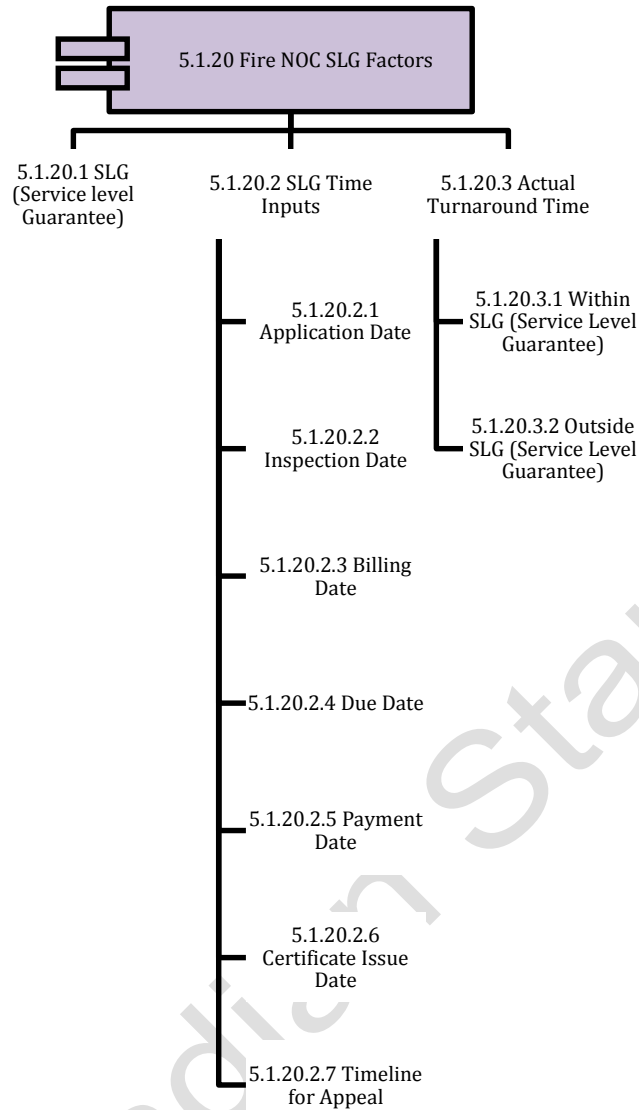 5.1.20 Fire NOC SLG Factors
5.1.20.1 SLG
(Service level
Guarantee)
5.1.20.2 SLG Time
Inputs
5.1.20.2.1
Application Date
5.1.20.2.2
Inspection Date
5.1.20.2.3 Billing
Date
5.1.20.2.4 Due Date
5.1.20.2.5 Payment
Date
5.1.20.2.6
Certificate Issue
Date
5.1.20.2.7 Timeline
for Appeal
5.1.20.3 Actual
Turnaround Time
5.1.20.3.1 Within
SLG (Service Level
Guarantee)
5.1.20.3.2 Outside
SLG (Service Level
Guarantee)